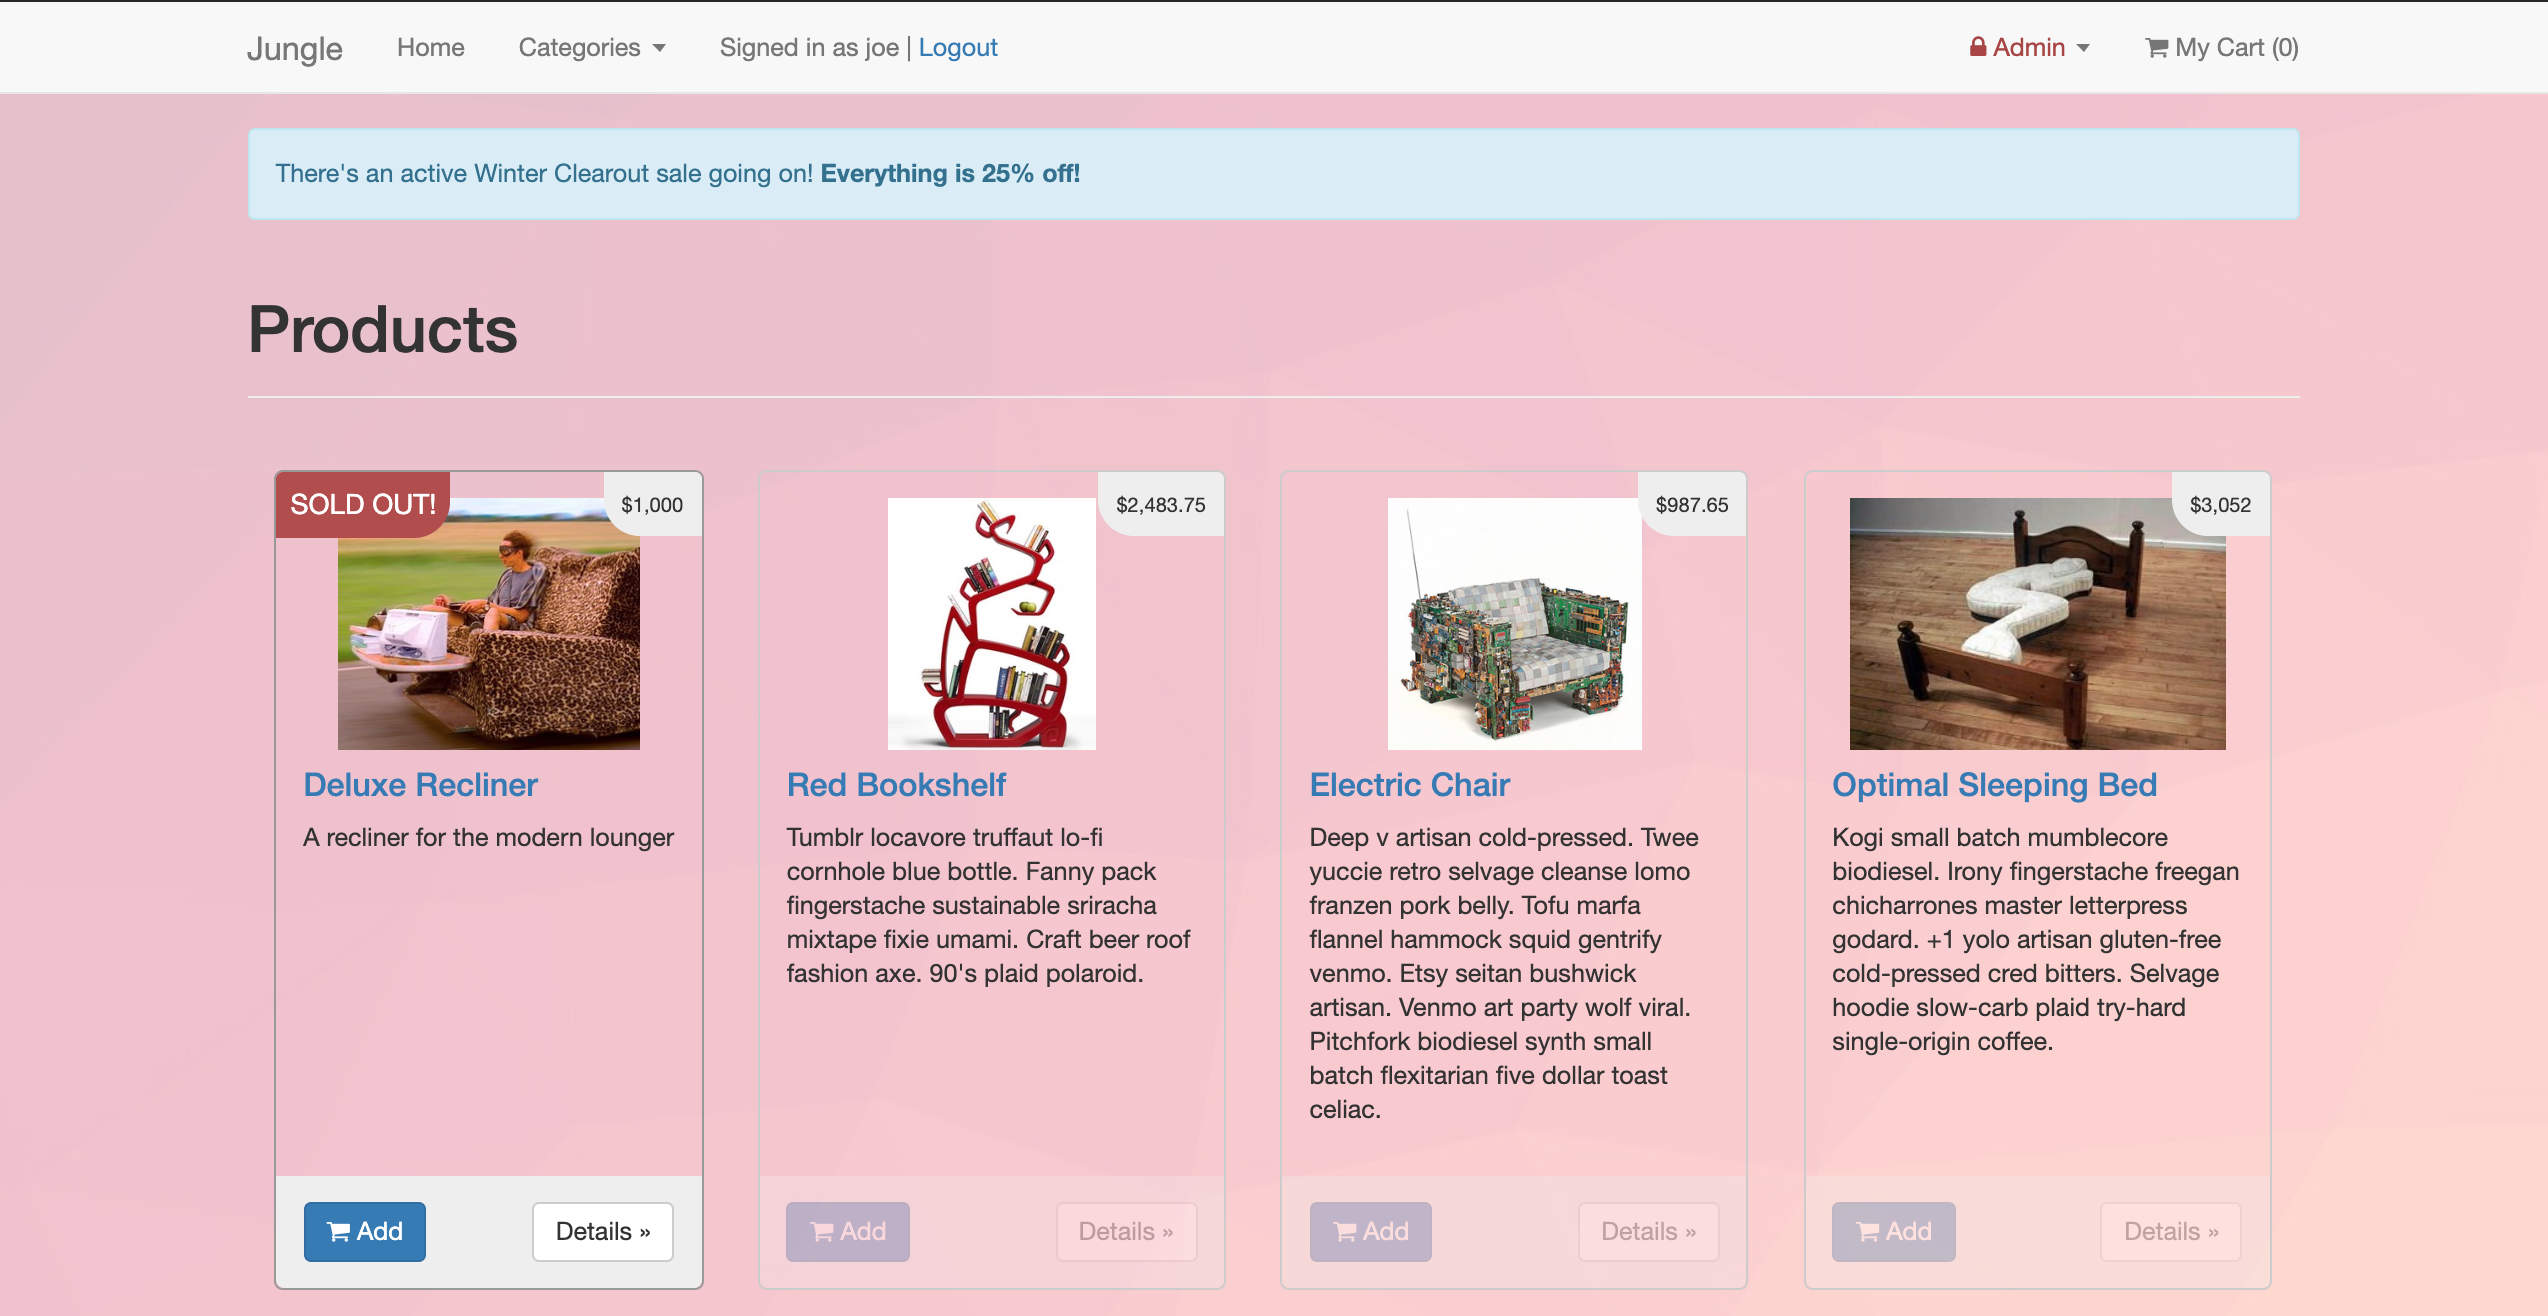 Jungle Home Categories Signed in as joe | Logout Admin My Cart (0)
There's an active Winter Clearout sale going on! Everything is 25% off!
Products
SOLD OUT!
$1,000
Deluxe Recliner
A recliner for the modern lounger
Add
Details »
$2,483.75
Red Bookshelf
Tumblr locavore truffaut lo-fi
cornhole blue bottle. Fanny pack
fingerstache sustainable sriracha
mixtape fixie umami. Craft beer roof
fashion axe. 90's plaid polaroid.
Add
Details »
$987.65
Electric Chair
Deep v artisan cold-pressed. Twee
yuccie retro selvage cleanse lomo
franzen pork belly. Tofu marfa
flannel hammock squid gentrify
venmo. Etsy seitan bushwick
artisan. Venmo art party wolf viral.
Pitchfork biodiesel synth small
batch flexitarian five dollar toast
celiac.
Add
Details »
$3,052
Optimal Sleeping Bed
Kogi small batch mumblecore
biodiesel. Irony fingerstache freegan
chicharrones master letterpress
godard. +1 yolo artisan gluten-free
cold-pressed cred bitters. Selvage
hoodie slow-carb plaid try-hard
single-origin coffee.
Add
Details »